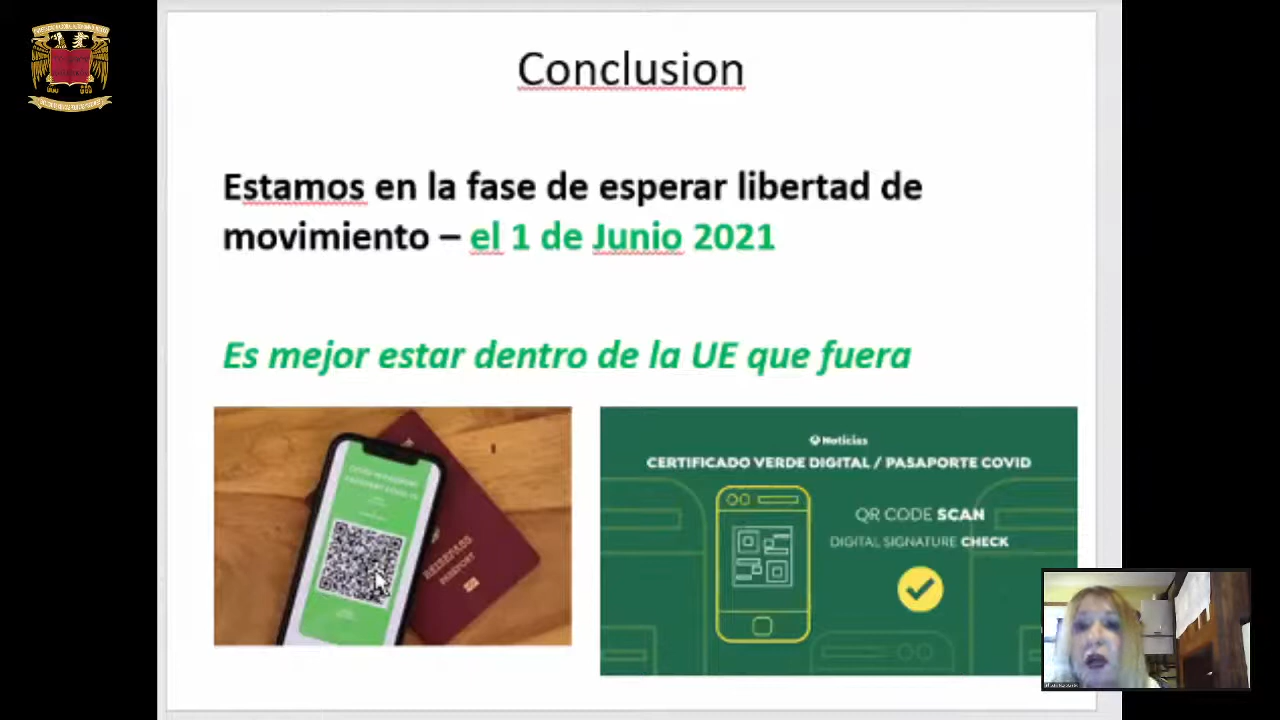 Conclusion
Estamos en la fase de esperar libertad de
movimiento – el 1 de Junio 2021
Es mejor estar dentro de la UE que fuera
REISEPASS
PASSPORT
Noticias
CERTIFICADO VERDE DIGITAL / PASAPORTE COVID
QR CODE SCAN
DIGITAL SIGNATURE CHECK